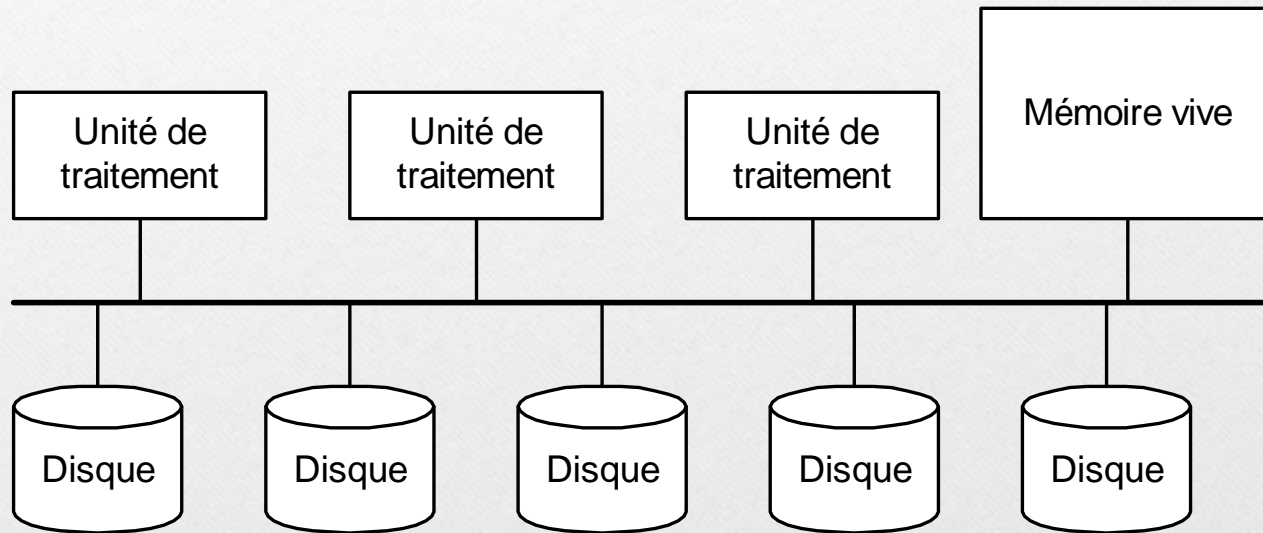 Unité de
traitement
Unité de
traitement
Unité de
traitement
Mémoire vive
Disque
Disque
Disque
Disque
Disque